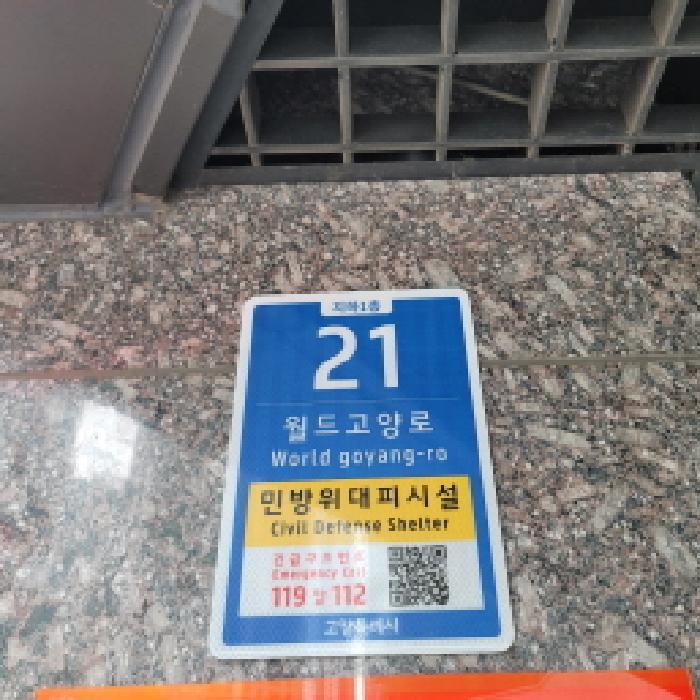 지하1층
21
월드고양로
World goyang-ro
민방위대피시설
Civil Defense Shelter
긴급구조번호
Emergency Call
119 및 112
고양특례시